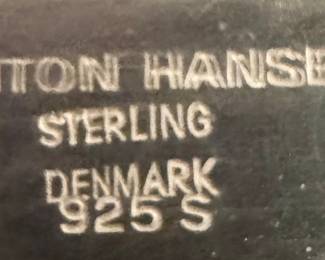 TON HANSE
STERLING
DENMARK
925 S